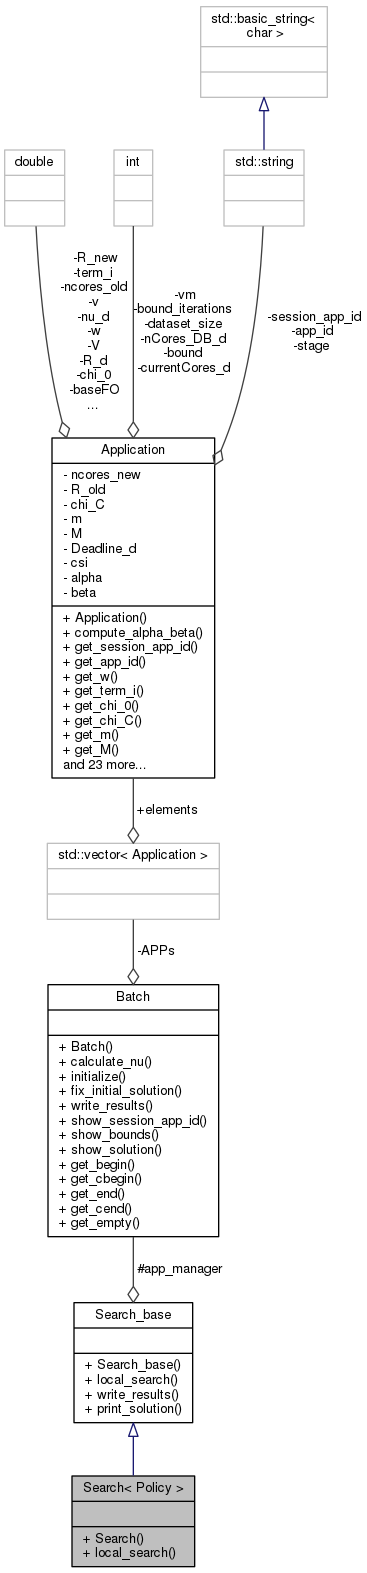 std::basic_string<
char >
double
int
std::string
-R_new
-term_i
-ncores_old
-v
-nu_d
-w
-V
-R_d
-chi_0
-baseFO
...
-vm
-bound_iterations
-dataset_size
-nCores_DB_d
-bound
-currentCores_d
-session_app_id
-app_id
-stage
Application
- ncores_new
- R_old
- chi_C
- m
- M
- Deadline_d
- csi
- alpha
- beta
+ Application()
+ compute_alpha_beta()
+ get_session_app_id()
+ get_app_id()
+ get_w()
+ get_term_i()
+ get_chi_0()
+ get_chi_C()
+ get_m()
+ get_M()
and 23 more...
+elements
std::vector< Application >
-APPs
Batch
+ Batch()
+ calculate_nu()
+ initialize()
+ fix_initial_solution()
+ write_results()
+ show_session_app_id()
+ show_bounds()
+ show_solution()
+ get_begin()
+ get_cbegin()
+ get_end()
+ get_cend()
+ get_empty()
#app_manager
Search_base
+ Search_base()
+ local_search()
+ write_results()
+ print_solution()
Search< Policy >
+ Search()
+ local_search()